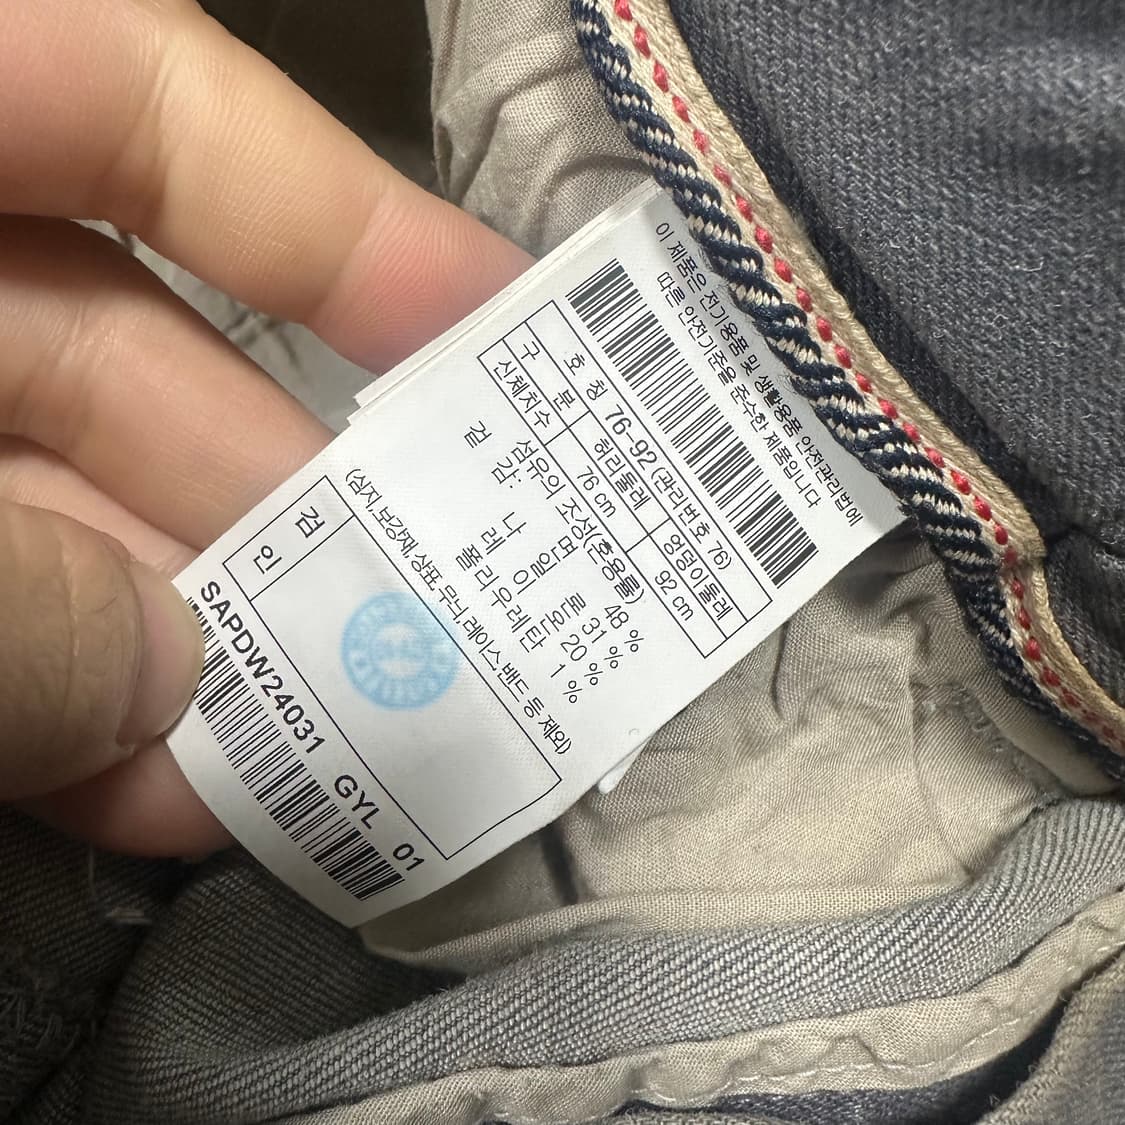 이 제품은 전기용품 및 생활용품 안전관리법에
따른 안전기준을 준수한 제품입니다
호 칭 76-92 (관리번호 76)
구 분 허리둘레 엉덩이둘레
신체치수 76 cm 92 cm
섬유의 조성(혼용률)
겉 감: 면 48 %
나 일 론 31 %
레 이 온 20 %
폴리우레탄 1 %
(심지,보강재,상표,무늬,레이스,밴드 등 제외)
검
인
SAPDW24031 GYL 01